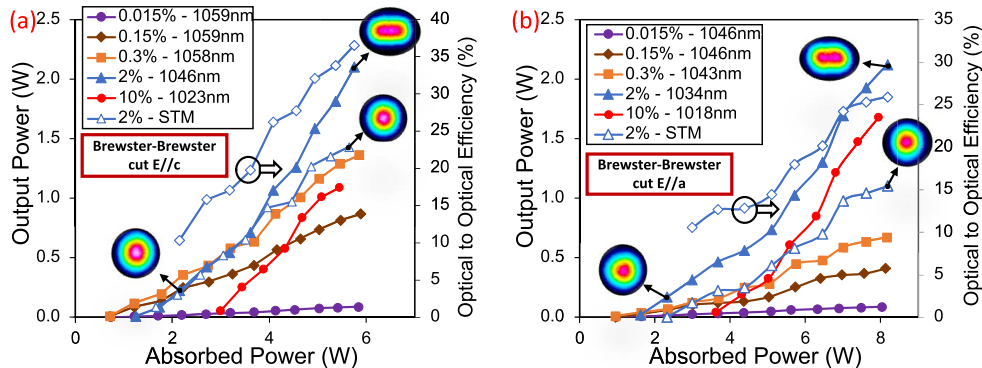 (a)
2.5
2.0
1.5
1.0
0.5
0.0
Output Power (W)
0.015% - 1059nm
0.15% - 1059nm
0.3% - 1058nm
2% - 1046nm
10% - 1023nm
2% - STM
Brewster-Brewster
cut E//c
40
35
30
25
20
15
10
5
0
Optical to Optical Efficiency (%)
0
2
4
6
Absorbed Power (W)
(b)
2.5
2.0
1.5
1.0
0.5
0.0
Output Power (W)
0.015% - 1046nm
0.15% - 1046nm
0.3% - 1043nm
2% - 1034nm
10% - 1018nm
2% - STM
Brewster-Brewster
cut E//a
35
30
25
20
15
10
5
0
Optical to Optical Efficiency (%)
0
2
4
6
8
Absorbed Power (W)